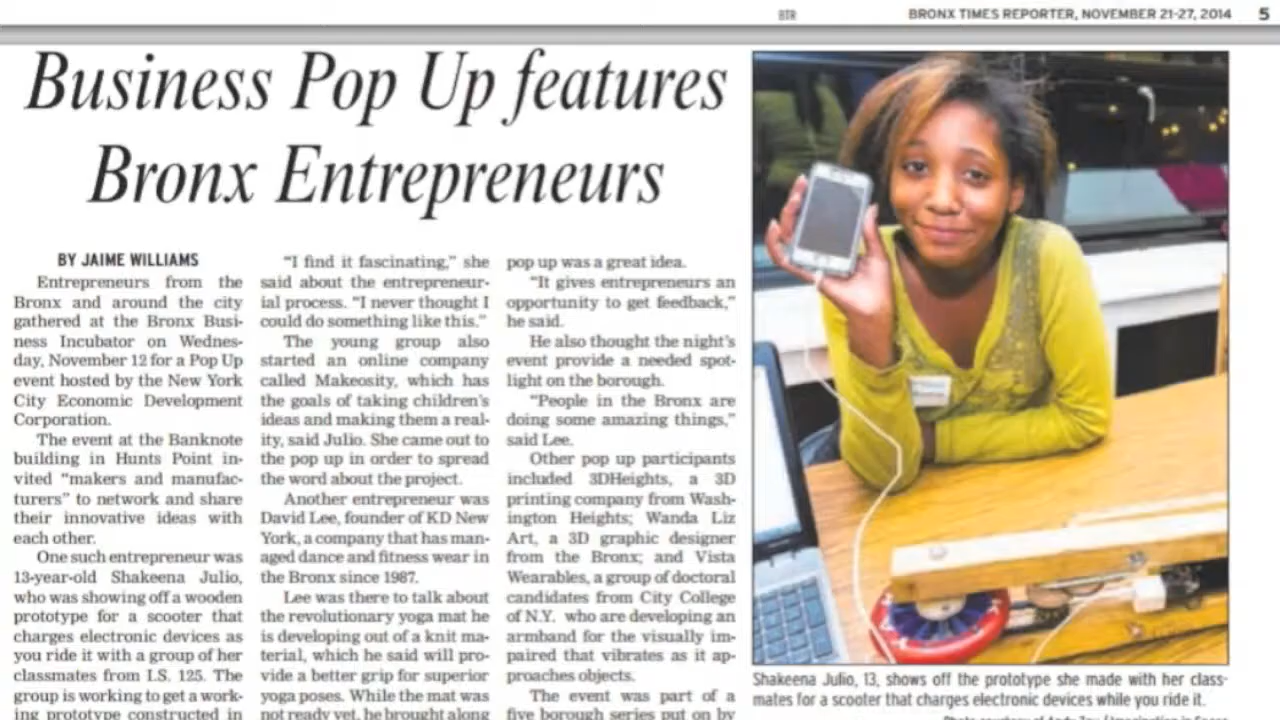 BTR
BRONX TIMES REPORTER, NOVEMBER 21-27, 2014 5
Business Pop Up features
Bronx Entrepreneurs
BY JAIME WILLIAMS
Entrepreneurs from the
Bronx and around the city
gathered at the Bronx Busi-
ness Incubator on Wednes-
day, November 12 for a Pop Up
event hosted by the New York
City Economic Development
Corporation.
The event at the Banknote
building in Hunts Point in-
vited “makers and manufac-
turers” to network and share
their innovative ideas with
each other.
One such entrepreneur was
13-year-old Shakeena Julio,
who was showing off a wooden
prototype for a scooter that
charges electronic devices as
you ride it with a group of her
classmates from I.S. 125. The
group is working to get a work-
ing prototype constructed in
“I find it fascinating,” she
said about the entrepreneur-
ial process. “I never thought I
could do something like this.”
The young group also
started an online company
called Makeosity, which has
the goals of taking children’s
ideas and making them a real-
ity, said Julio. She came out to
the pop up in order to spread
the word about the project.
Another entrepreneur was
David Lee, founder of KD New
York, a company that has man-
aged dance and fitness wear in
the Bronx since 1987.
Lee was there to talk about
the revolutionary yoga mat he
is developing out of a knit ma-
terial, which he said will pro-
vide a better grip for superior
yoga poses. While the mat was
not ready yet, he brought along
pop up was a great idea.
“It gives entrepreneurs an
opportunity to get feedback,”
he said.
He also thought the night’s
event provide a needed spot-
light on the borough.
“People in the Bronx are
doing some amazing things,”
said Lee.
Other pop up participants
included 3DHeights, a 3D
printing company from Wash-
ington Heights; Wanda Liz
Art, a 3D graphic designer
from the Bronx; and Vista
Wearables, a group of doctoral
candidates from City College
of N.Y. who are developing an
armband for the visually im-
paired that vibrates as it ap-
proaches objects.
The event was part of a
five borough series put on by
Shakeena Julio, 13, shows off the prototype she made with her class-
mates for a scooter that charges electronic devices while you ride it.